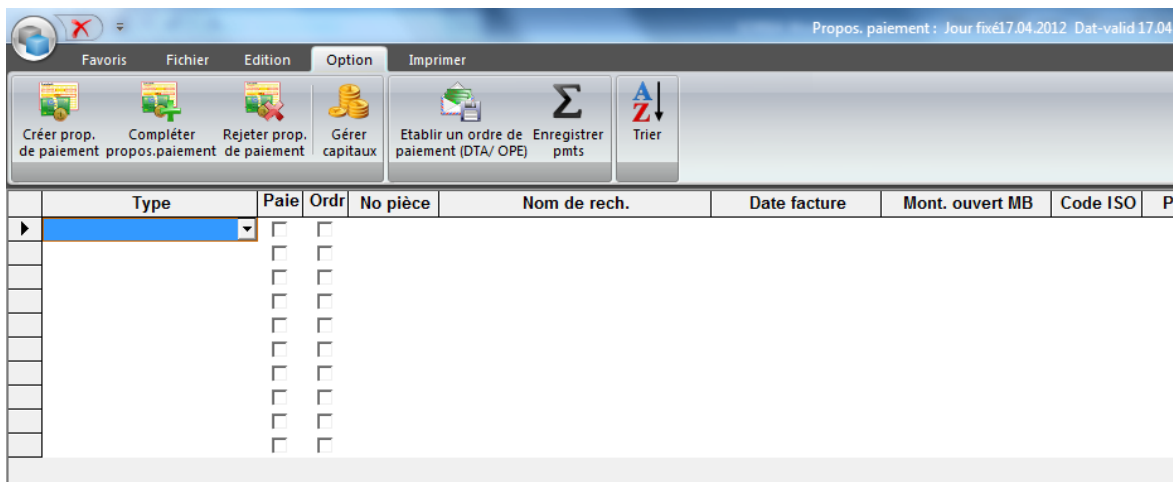 Propos. paiement : Jour fixé17.04.2012 Dat-valid 17.04
Favoris Fichier Edition Option Imprimer
Créer prop. de paiement
Compléter propos.paiement
Rejeter prop. de paiement
Gérer capitaux
Etablir un ordre de paiement (DTA/ OPE)
Enregistrer pmts
Trier
Type Paie Ordr No pièce Nom de rech. Date facture Mont. ouvert MB Code ISO P